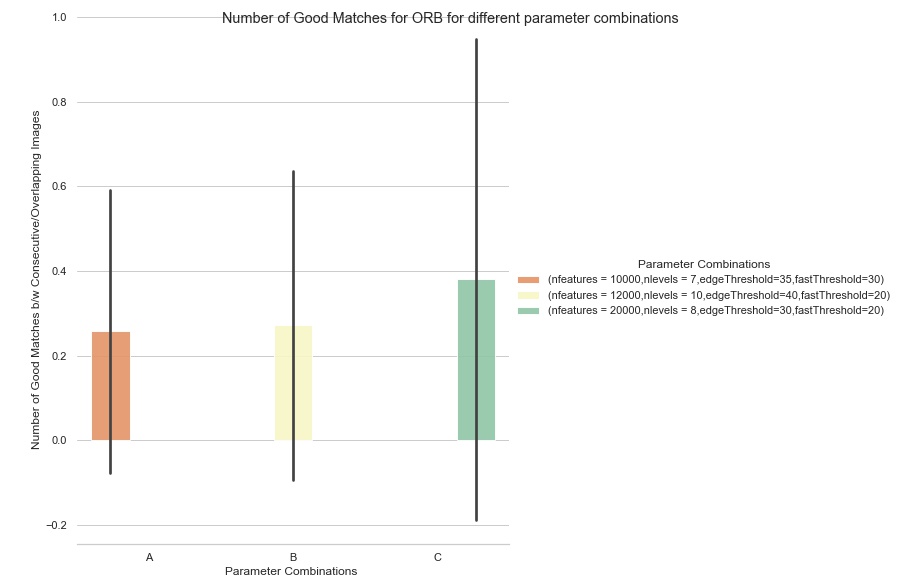 Number of Good Matches for ORB for different parameter combinations
1.0
0.8
0.6
0.4
0.2
0.0
−0.2
Number of Good Matches b/w Consecutive/Overlapping Images
A
B
C
Parameter Combinations
Parameter Combinations
(nfeatures = 10000,nlevels = 7,edgeThreshold=35,fastThreshold=30)
(nfeatures = 12000,nlevels = 10,edgeThreshold=40,fastThreshold=20)
(nfeatures = 20000,nlevels = 8,edgeThreshold=30,fastThreshold=20)